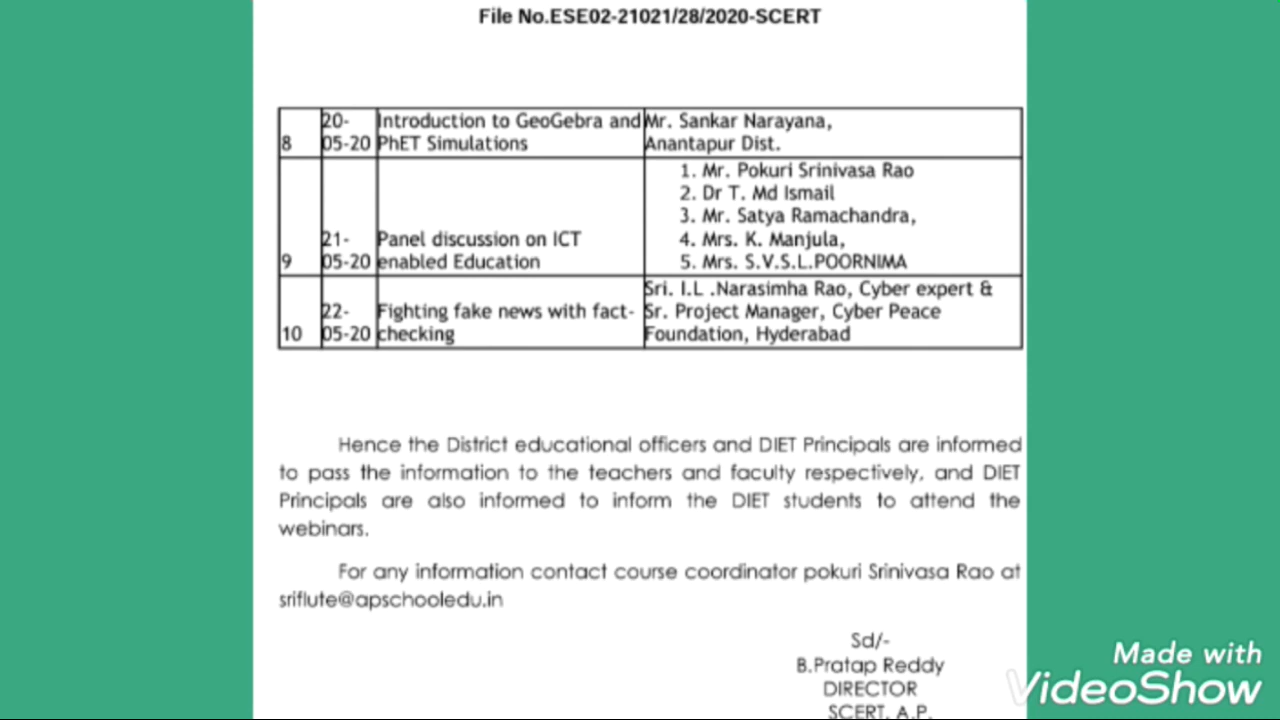 File No.ESE02-21021/28/2020-SCERT
8 20-05-20 Introduction to GeoGebra and PhET Simulations Mr. Sankar Narayana, Anantapur Dist.
9 21-05-20 Panel discussion on ICT enabled Education
1. Mr. Pokuri Srinivasa Rao
2. Dr T. Md Ismail
3. Mr. Satya Ramachandra,
4. Mrs. K. Manjula,
5. Mrs. S.V.S.L.POORNIMA
10 22-05-20 Fighting fake news with fact-checking Sri. I.L .Narasimha Rao, Cyber expert & Sr. Project Manager, Cyber Peace Foundation, Hyderabad
Hence the District educational officers and DIET Principals are informed
to pass the information to the teachers and faculty respectively, and DIET
Principals are also informed to inform the DIET students to attend the
webinars.
For any information contact course coordinator pokuri Srinivasa Rao at
sriflute@apschooledu.in
Sd/-
B.Pratap Reddy
DIRECTOR
SCERT, A.P.
Made with
VideoShow